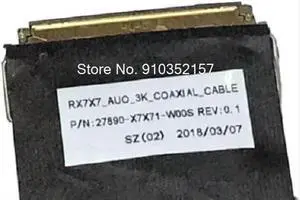 Store No: 910352157
RX7X7_AUO_3K_COAXIAL_CABLE
P/N:27890-X7X71-W00S REV:0.1
SZ(02) 2018/03/07